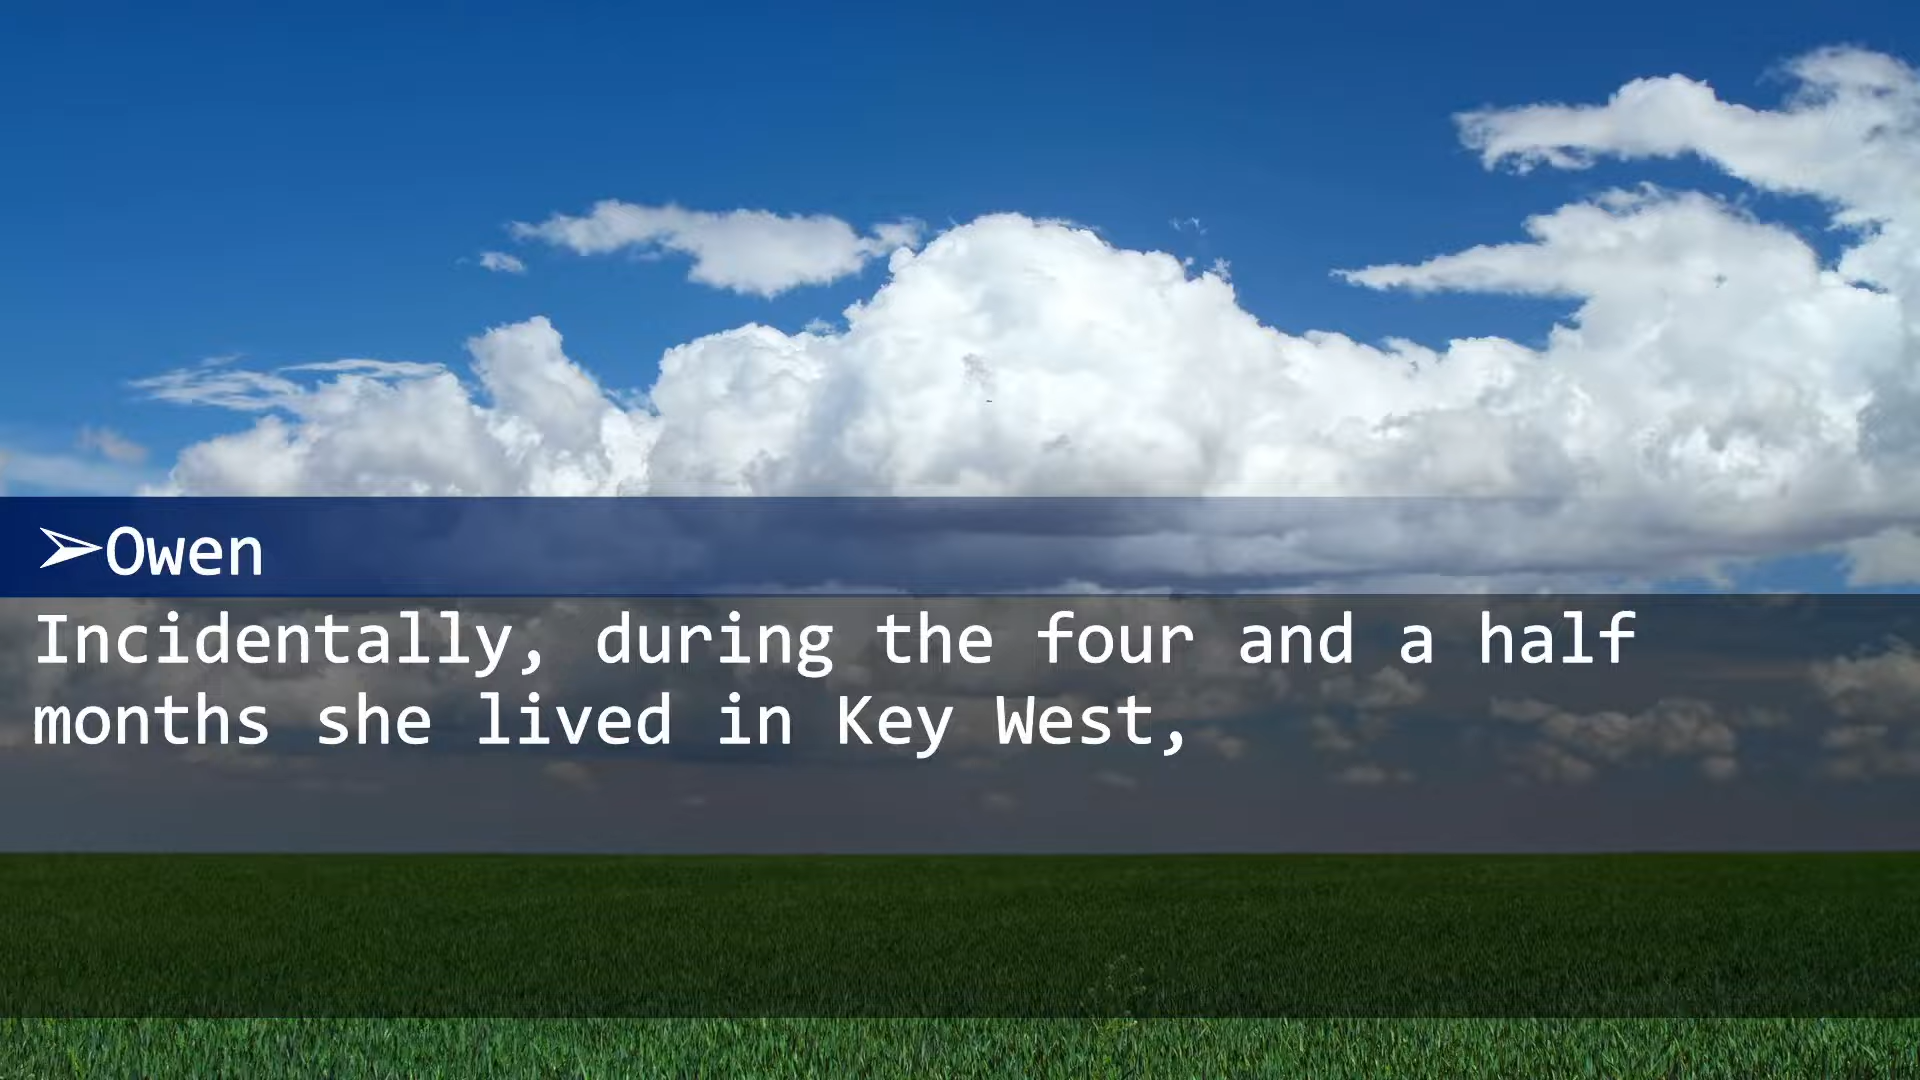 ➢Owen
Incidentally, during the four and a half
months she lived in Key West,